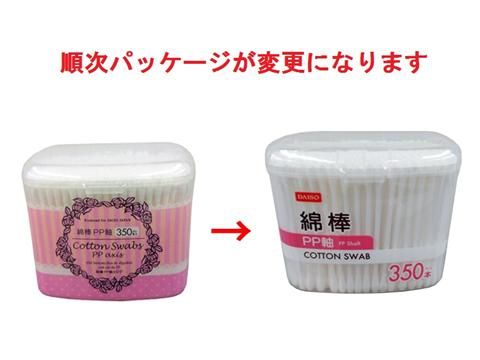 順次パッケージが変更になります
綿棒 PP軸 350本
Cotton Swabs
PP axis
→
DAISO
綿棒
PP軸 PP Shaft
COTTON SWAB
350本